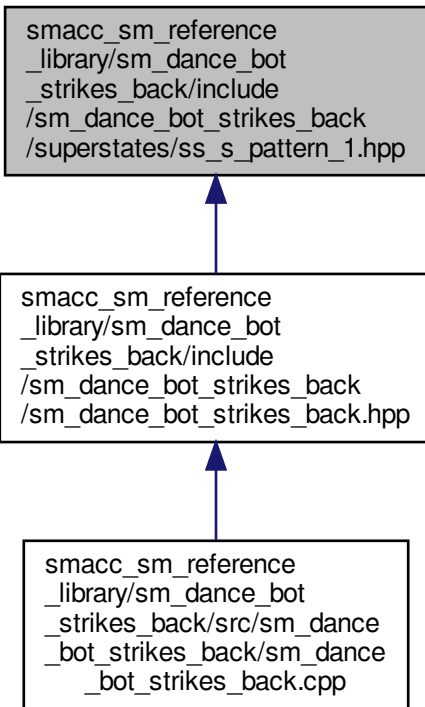 smacc_sm_reference
_library/sm_dance_bot
_strikes_back/include
/sm_dance_bot_strikes_back
/superstates/ss_s_pattern_1.hpp
smacc_sm_reference
_library/sm_dance_bot
_strikes_back/include
/sm_dance_bot_strikes_back
/sm_dance_bot_strikes_back.hpp
smacc_sm_reference
_library/sm_dance_bot
_strikes_back/src/sm_dance
_bot_strikes_back/sm_dance
_bot_strikes_back.cpp